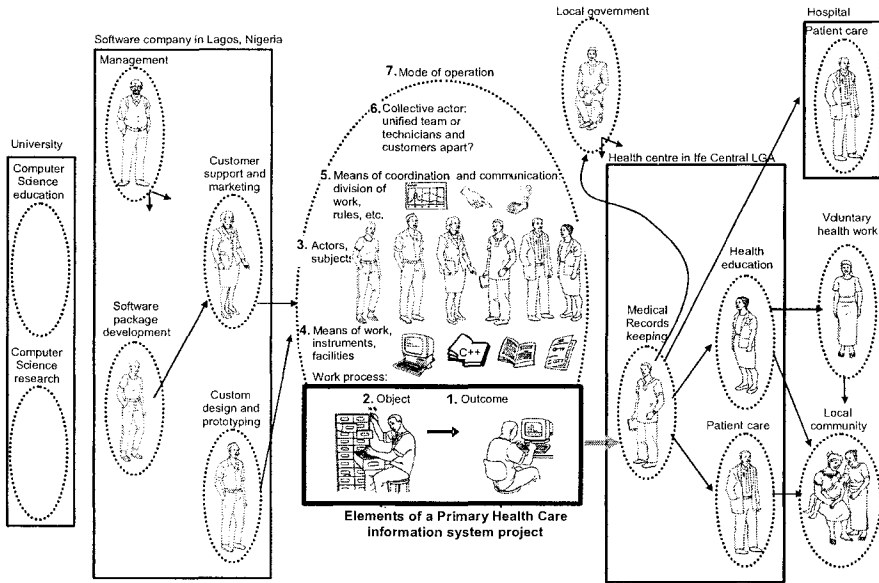 University
Computer
Science
education
Computer
Science
research
Software company in Lagos, Nigeria
Management
Customer
support and
marketing
Software
package
development
Custom
design and
prototyping
7. Mode of operation
6. Collective actor:
unified team or
technicians and
customers apart?
5. Means of coordination and communication:
division of
work,
rules, etc.
3. Actors,
subjects
4. Means of work,
instruments,
facilities
C++
Work process:
2. Object
1. Outcome
Elements of a Primary Health Care
information system project
Local government
Health centre in Ife Central LGA
Medical
Records
keeping
Health
education
Patient care
Hospital
Patient care
Voluntary
health work
Local
community